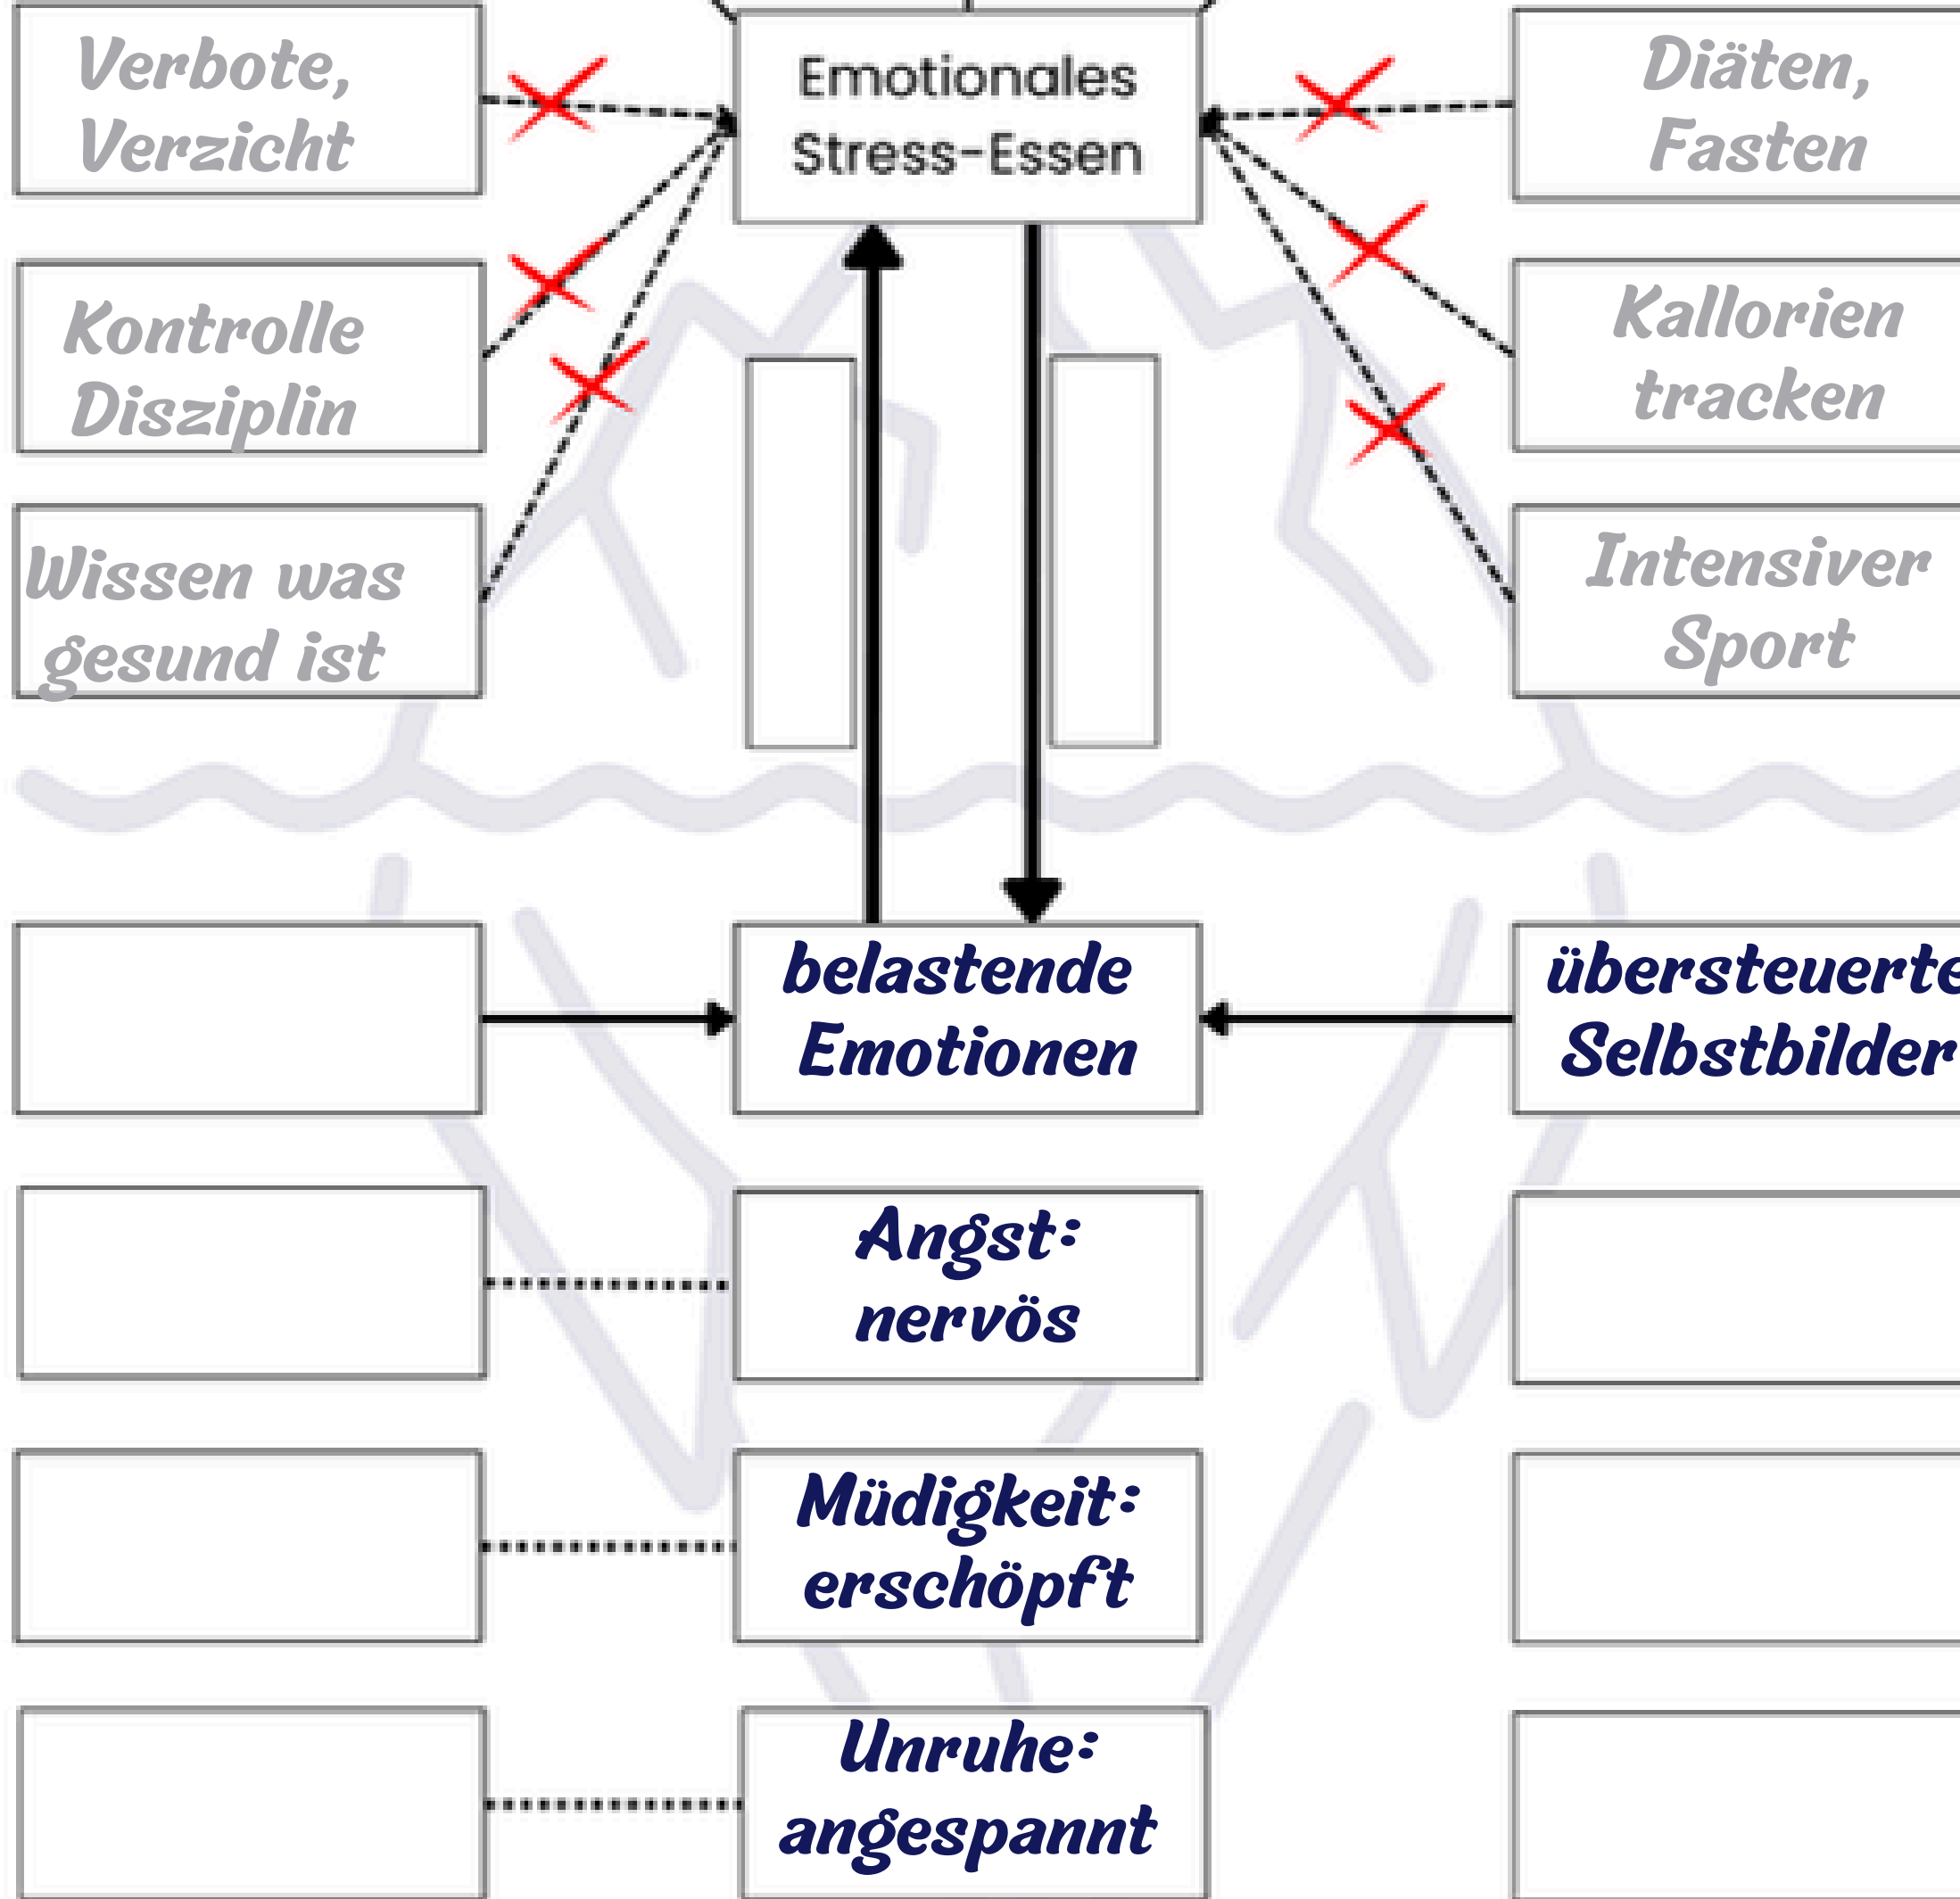 Verbote,
Verzicht
Emotionales
Stress-Essen
Diäten,
Fasten
Kontrolle
Disziplin
Kallorien
tracken
Wissen was
gesund ist
Intensiver
Sport
belastende
Emotionen
übersteuerte
Selbstbilder
Angst:
nervös
Müdigkeit:
erschöpft
Unruhe:
angespannt